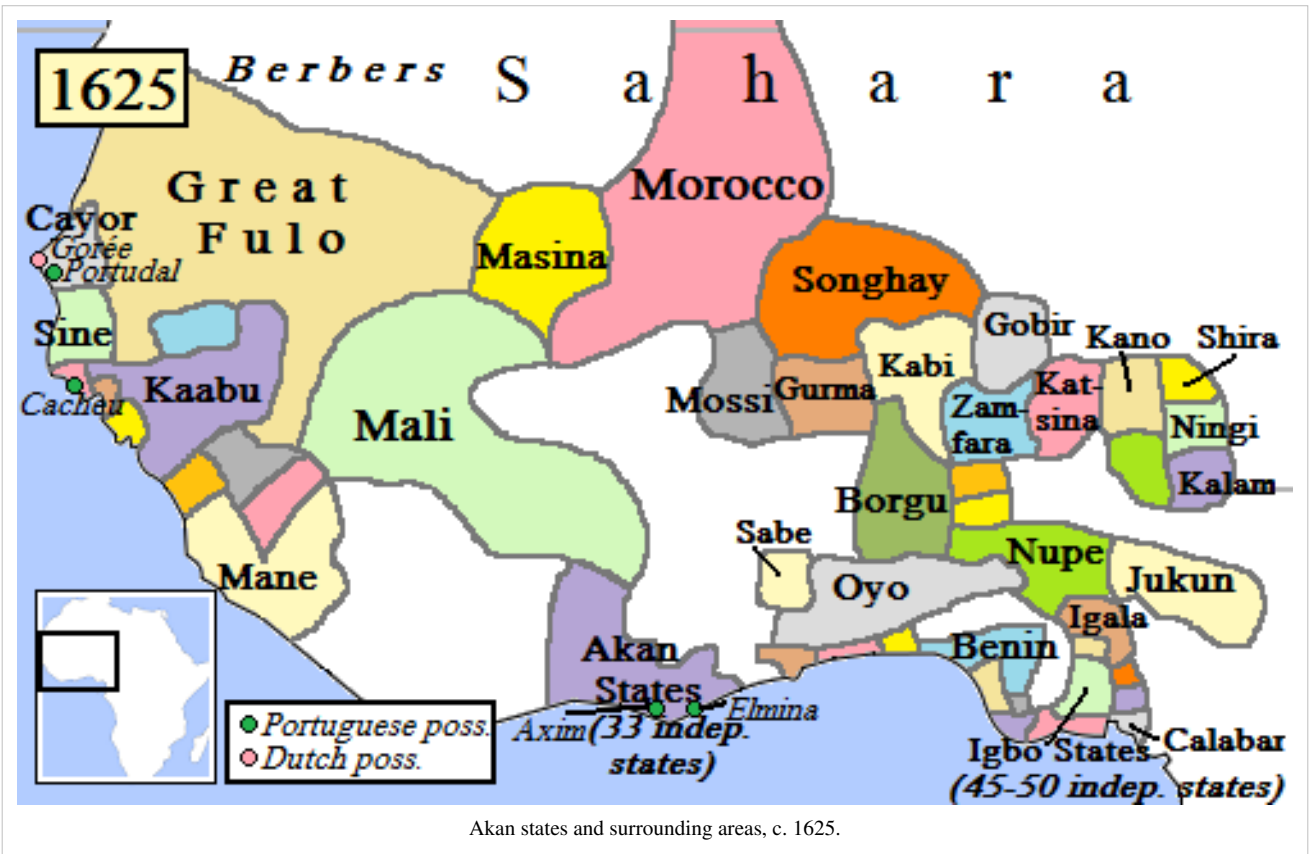 1625
Berbers
S a h a r a
Great
Fulo
Morocco
Cayor
Gorée
Portudal
Masina
Songhay
Sine
Gobir
Kano
Shira
Kaabu
Cacheu
Mali
Mossi
Gurma
Kabi
Zam-
fara
Kat-
sina
Ningi
Kalam
Borgu
Sabe
Nupe
Mane
Oyo
Jukun
Igala
Akan
States
(33 indep.
states)
Benin
Axim
Elmina
Igbo States
(45-50 indep. states)
Calabar
Portuguese poss.
Dutch poss.
Akan states and surrounding areas, c. 1625.